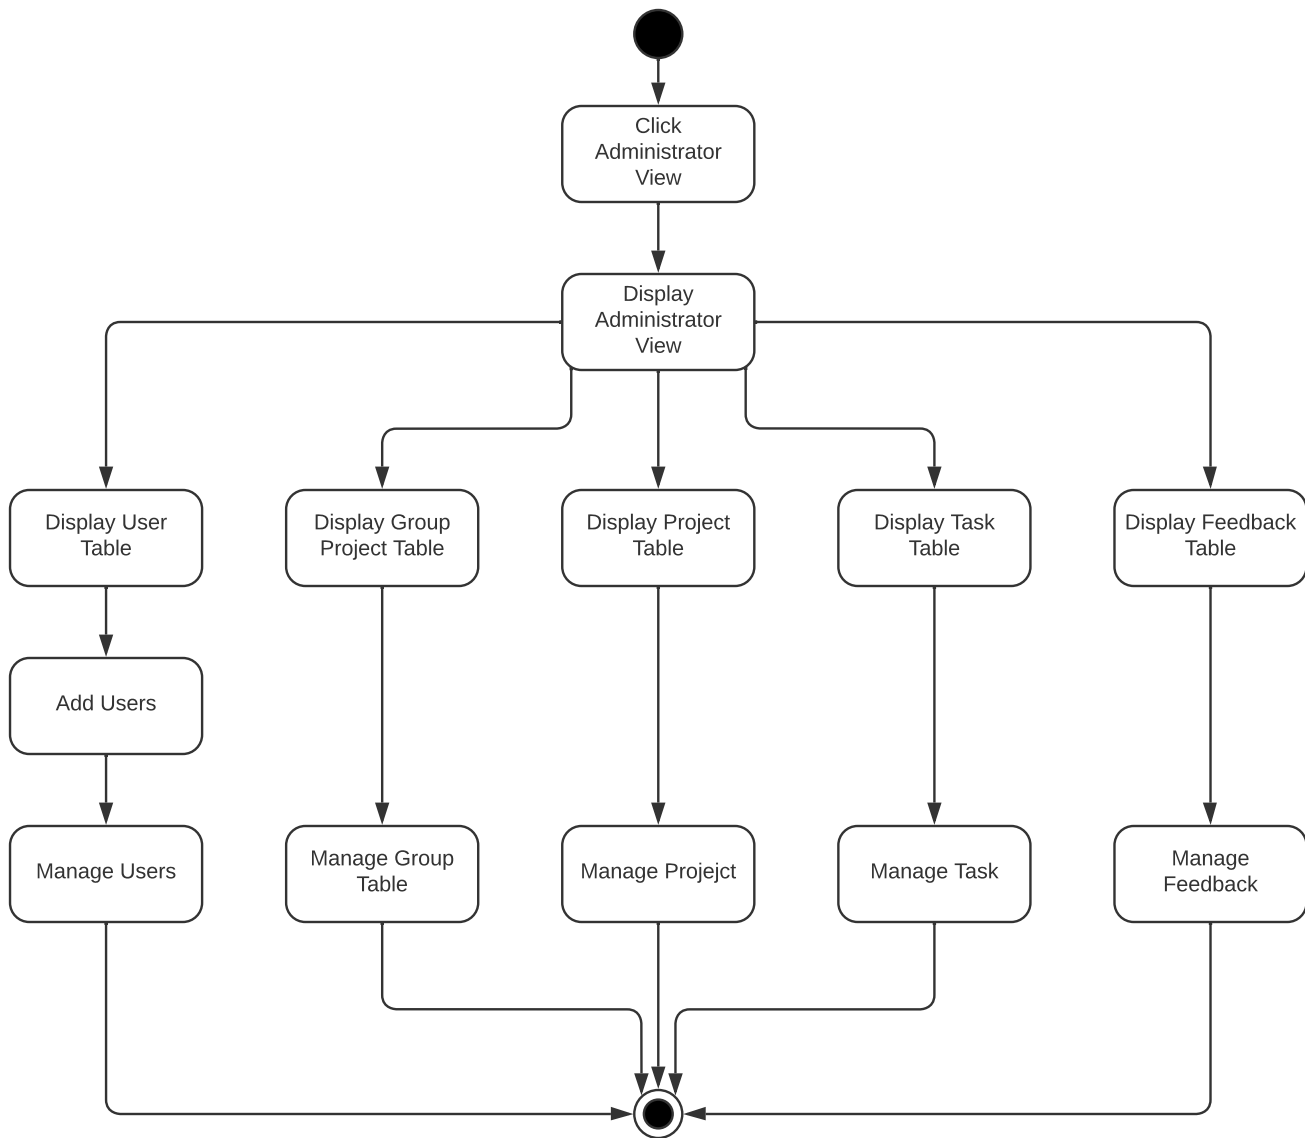 Click
Administrator
View
Display
Administrator
View
Display User
Table
Display Group
Project Table
Display Project
Table
Display Task
Table
Display Feedback
Table
Add Users
Manage Users
Manage Group
Table
Manage Projejct
Manage Task
Manage
Feedback